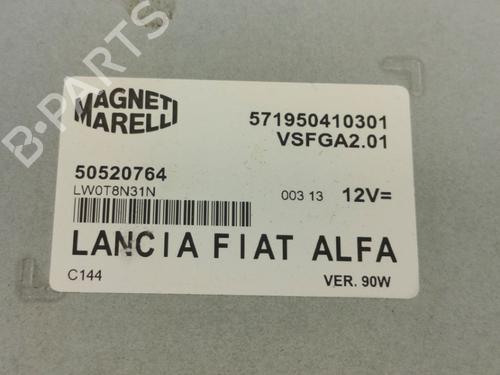 B-PARTS
MAGNETI
MARELLI
571950410301
VSFGA2.01
50520764
LW0T8N31N
003 13 12V=
LANCIA FIAT ALFA
C144
VER. 90W